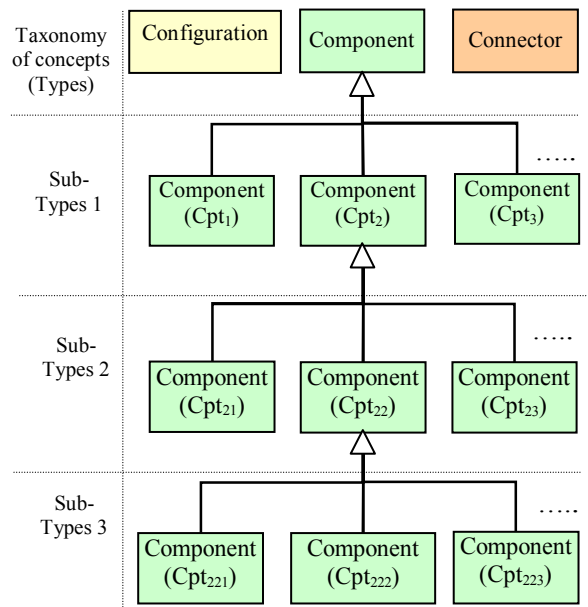 Taxonomy
of concepts
(Types)
Configuration
Component
Connector
.....
Sub-
Types 1
Component
(Cpt₁)
Component
(Cpt₂)
Component
(Cpt₃)
.....
Sub-
Types 2
Component
(Cpt₂₁)
Component
(Cpt₂₂)
Component
(Cpt₂₃)
.....
Sub-
Types 3
Component
(Cpt₂₂₁)
Component
(Cpt₂₂₂)
Component
(Cpt₂₂₃)